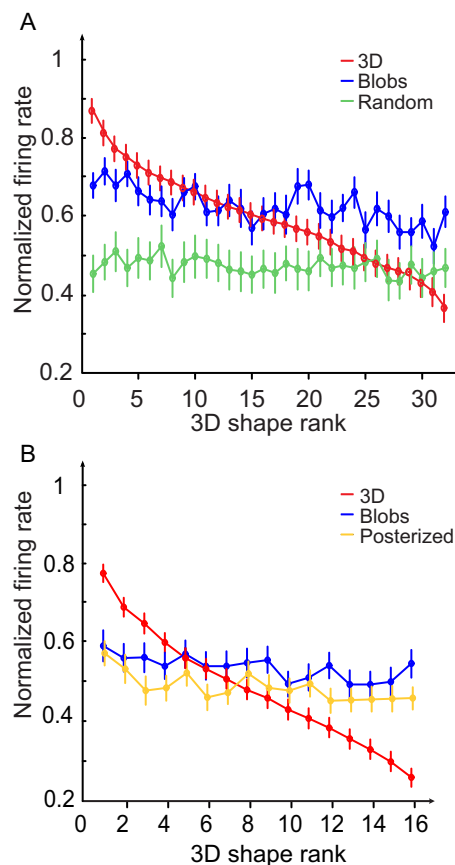 A
1
0.8
0.6
0.4
0.2
Normalized firing rate
3D
Blobs
Random
0 5 10 15 20 25 30
3D shape rank
B
1
0.8
0.6
0.4
0.2
Normalized firing rate
3D
Blobs
Posterized
0 2 4 6 8 10 12 14 16
3D shape rank